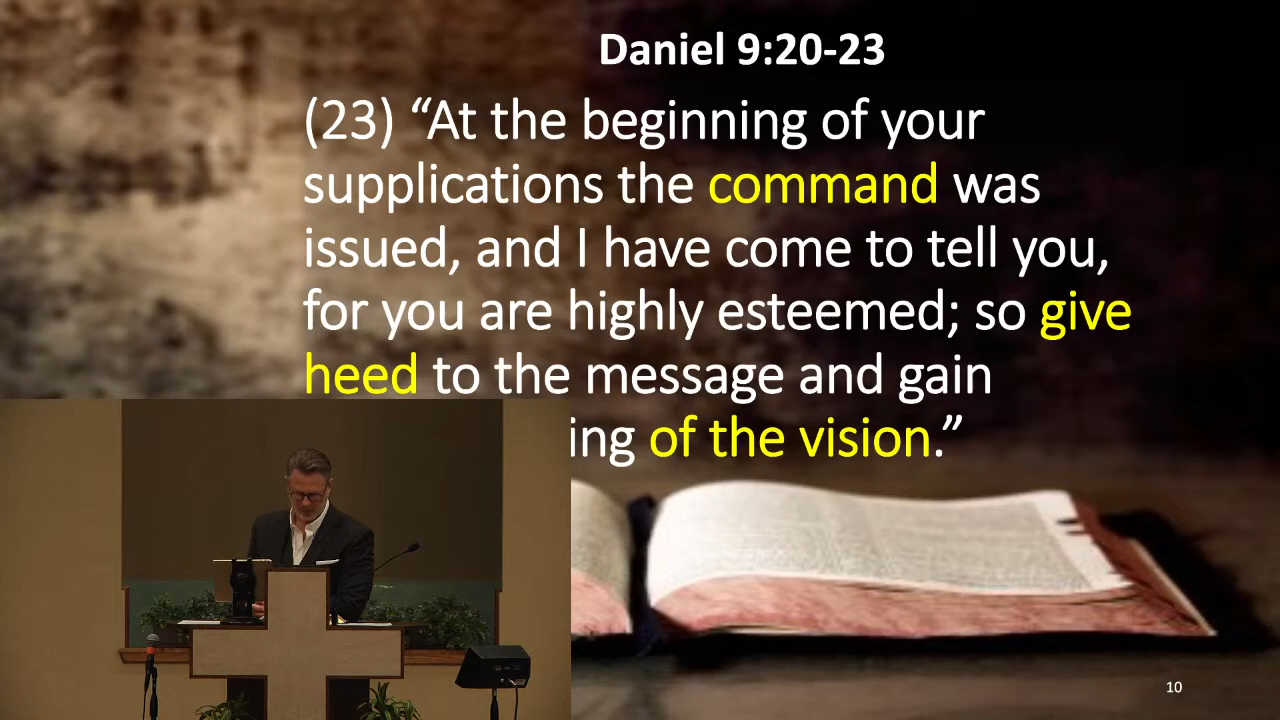 Daniel 9:20-23
(23) “At the beginning of your
supplications the command was
issued, and I have come to tell you,
for you are highly esteemed; so give
heed to the message and gain
ing of the vision.”
10